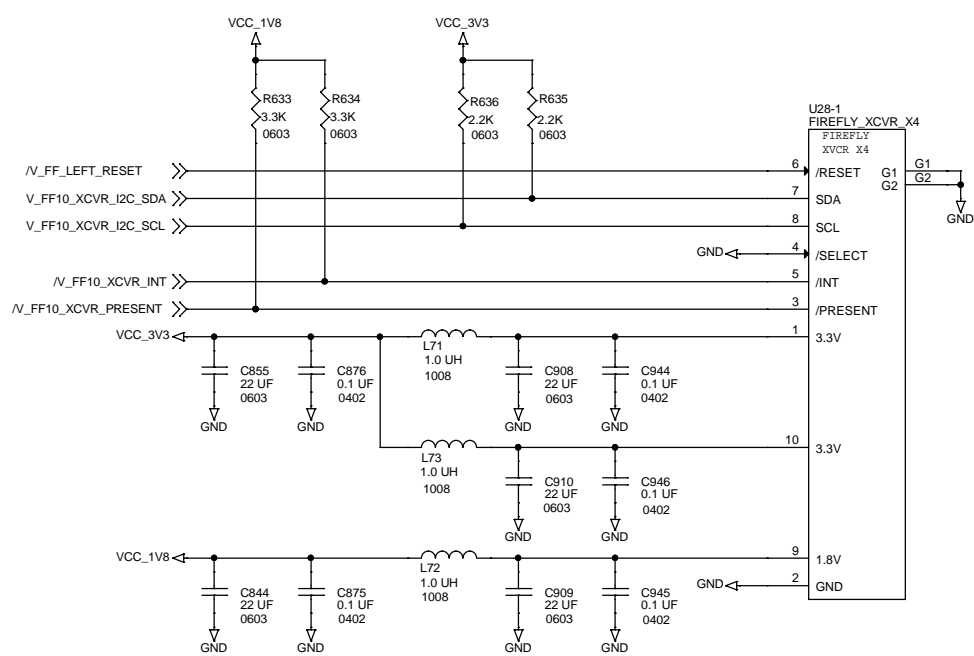 VCC_1V8
VCC_3V3
R633
3.3K
0603
R634
3.3K
0603
R636
2.2K
0603
R635
2.2K
0603
U28-1
FIREFLY_XCVR_X4
FIREFLY
XVCR X4
/V_FF_LEFT_RESET
6
/RESET
G1
G1
V_FF10_XCVR_I2C_SDA
7
SDA
G2
G2
GND
V_FF10_XCVR_I2C_SCL
8
SCL
GND
4
/SELECT
/V_FF10_XCVR_INT
5
/INT
/V_FF10_XCVR_PRESENT
3
/PRESENT
VCC_3V3
L71
1.0 UH
1008
1
3.3V
C855
22 UF
0603
GND
C876
0.1 UF
0402
GND
C908
22 UF
0603
GND
C944
0.1 UF
0402
GND
L73
1.0 UH
1008
10
3.3V
C910
22 UF
0603
GND
C946
0.1 UF
0402
GND
VCC_1V8
L72
1.0 UH
1008
9
1.8V
GND
2
GND
C844
22 UF
0603
GND
C875
0.1 UF
0402
GND
C909
22 UF
0603
GND
C945
0.1 UF
0402
GND